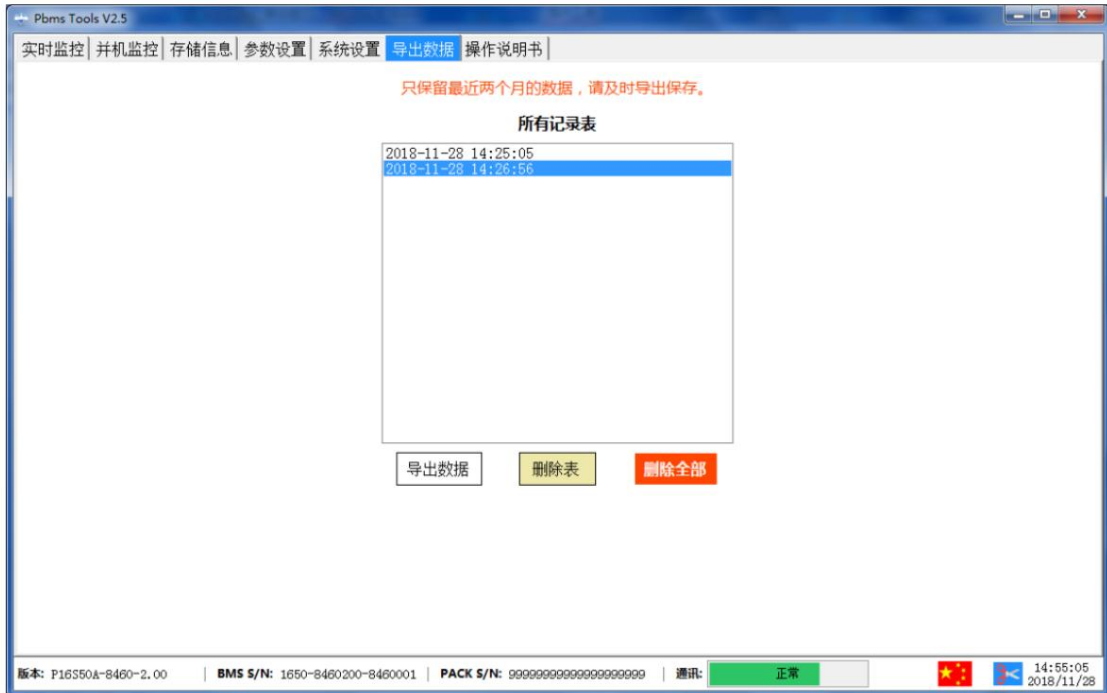 Pbms Tools V2.5
实时监控 并机监控 存储信息 参数设置 系统设置 导出数据 操作说明书
只保留最近两个月的数据，请及时导出保存。
所有记录表
2018-11-28 14:25:05
2018-11-28 14:26:56
导出数据 删除表 删除全部
版本: P16S50A-8460-2.00 | BMS S/N: 1650-8460200-8460001 | PACK S/N: 99999999999999999999 | 通讯: 正常 14:55:05
2018/11/28